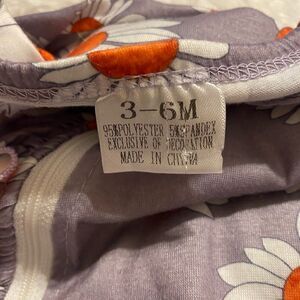 3-6M
95%POLYESTER 5%SPANDEX
EXCLUSIVE OF DECORATION
MADE IN CHINA